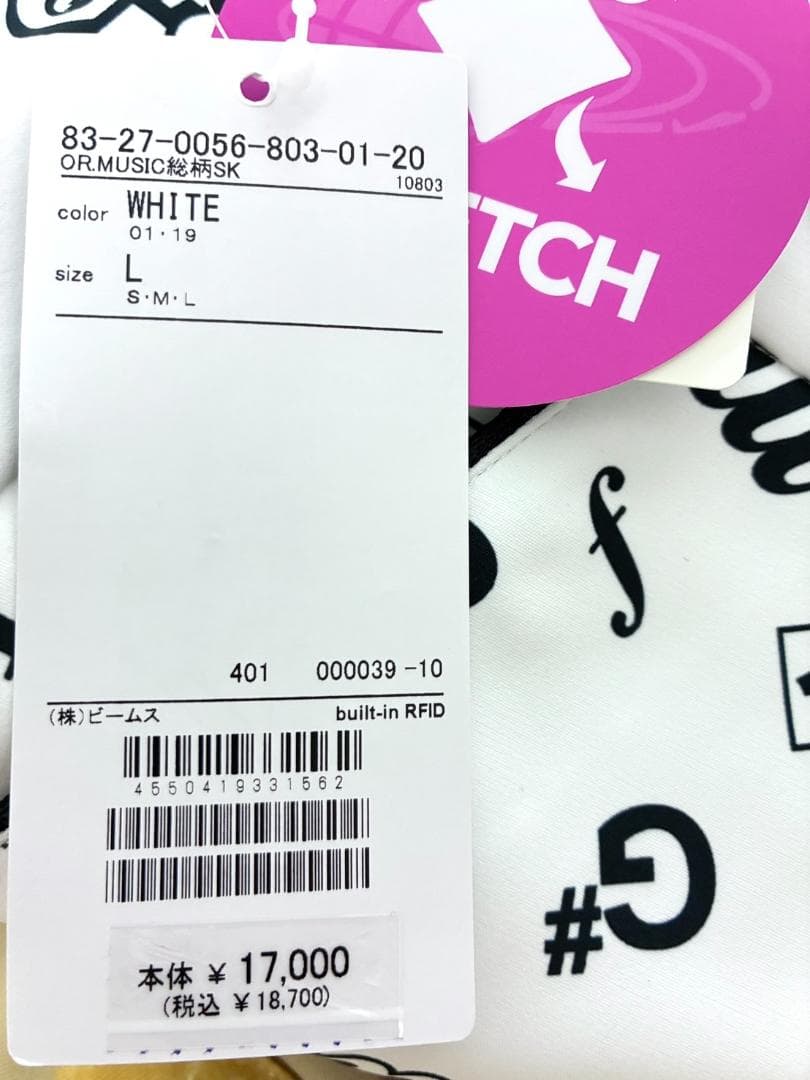 83-27-0056-803-01-20
OR.MUSIC総柄SK
10803
color WHITE
01・19
size L
S・M・L
401 000039 -10
(株)ビームス built-in RFID
4550419331562
本体 ¥ 17,000
(税込 ¥18,700)
TCH
f
#G